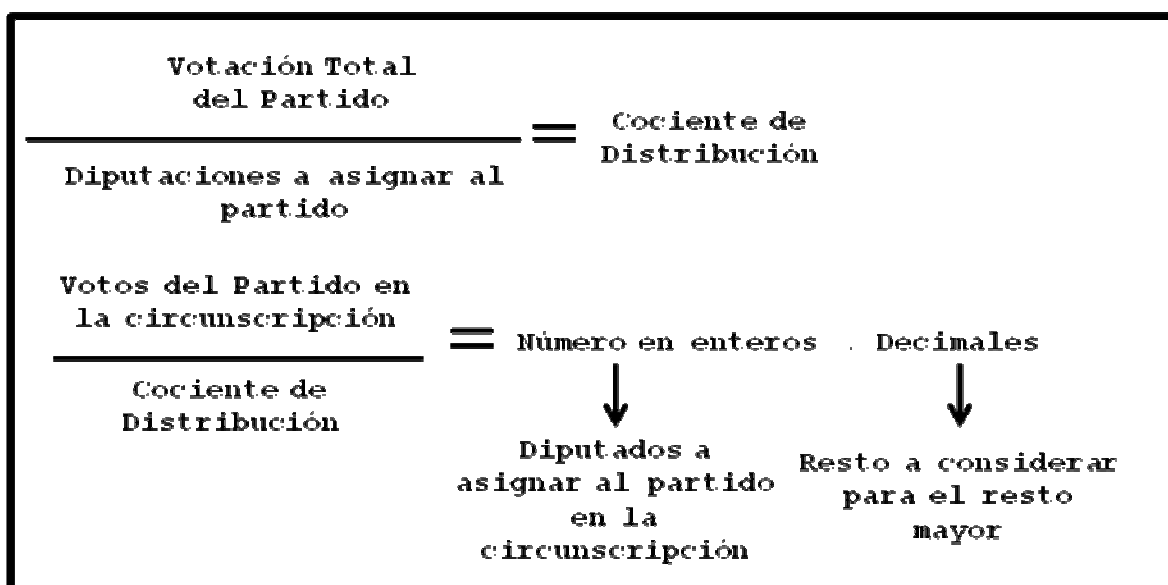 Votación Total
del Partido
Diputaciones a asignar al
partido
=
Cociente de
Distribución
Votos del Partido en
la circunscripción
Cociente de
Distribución
= Número en enteros . Decimales
Diputados a
asignar al partido
en la
circunscripción
Resto a considerar
para el resto
mayor